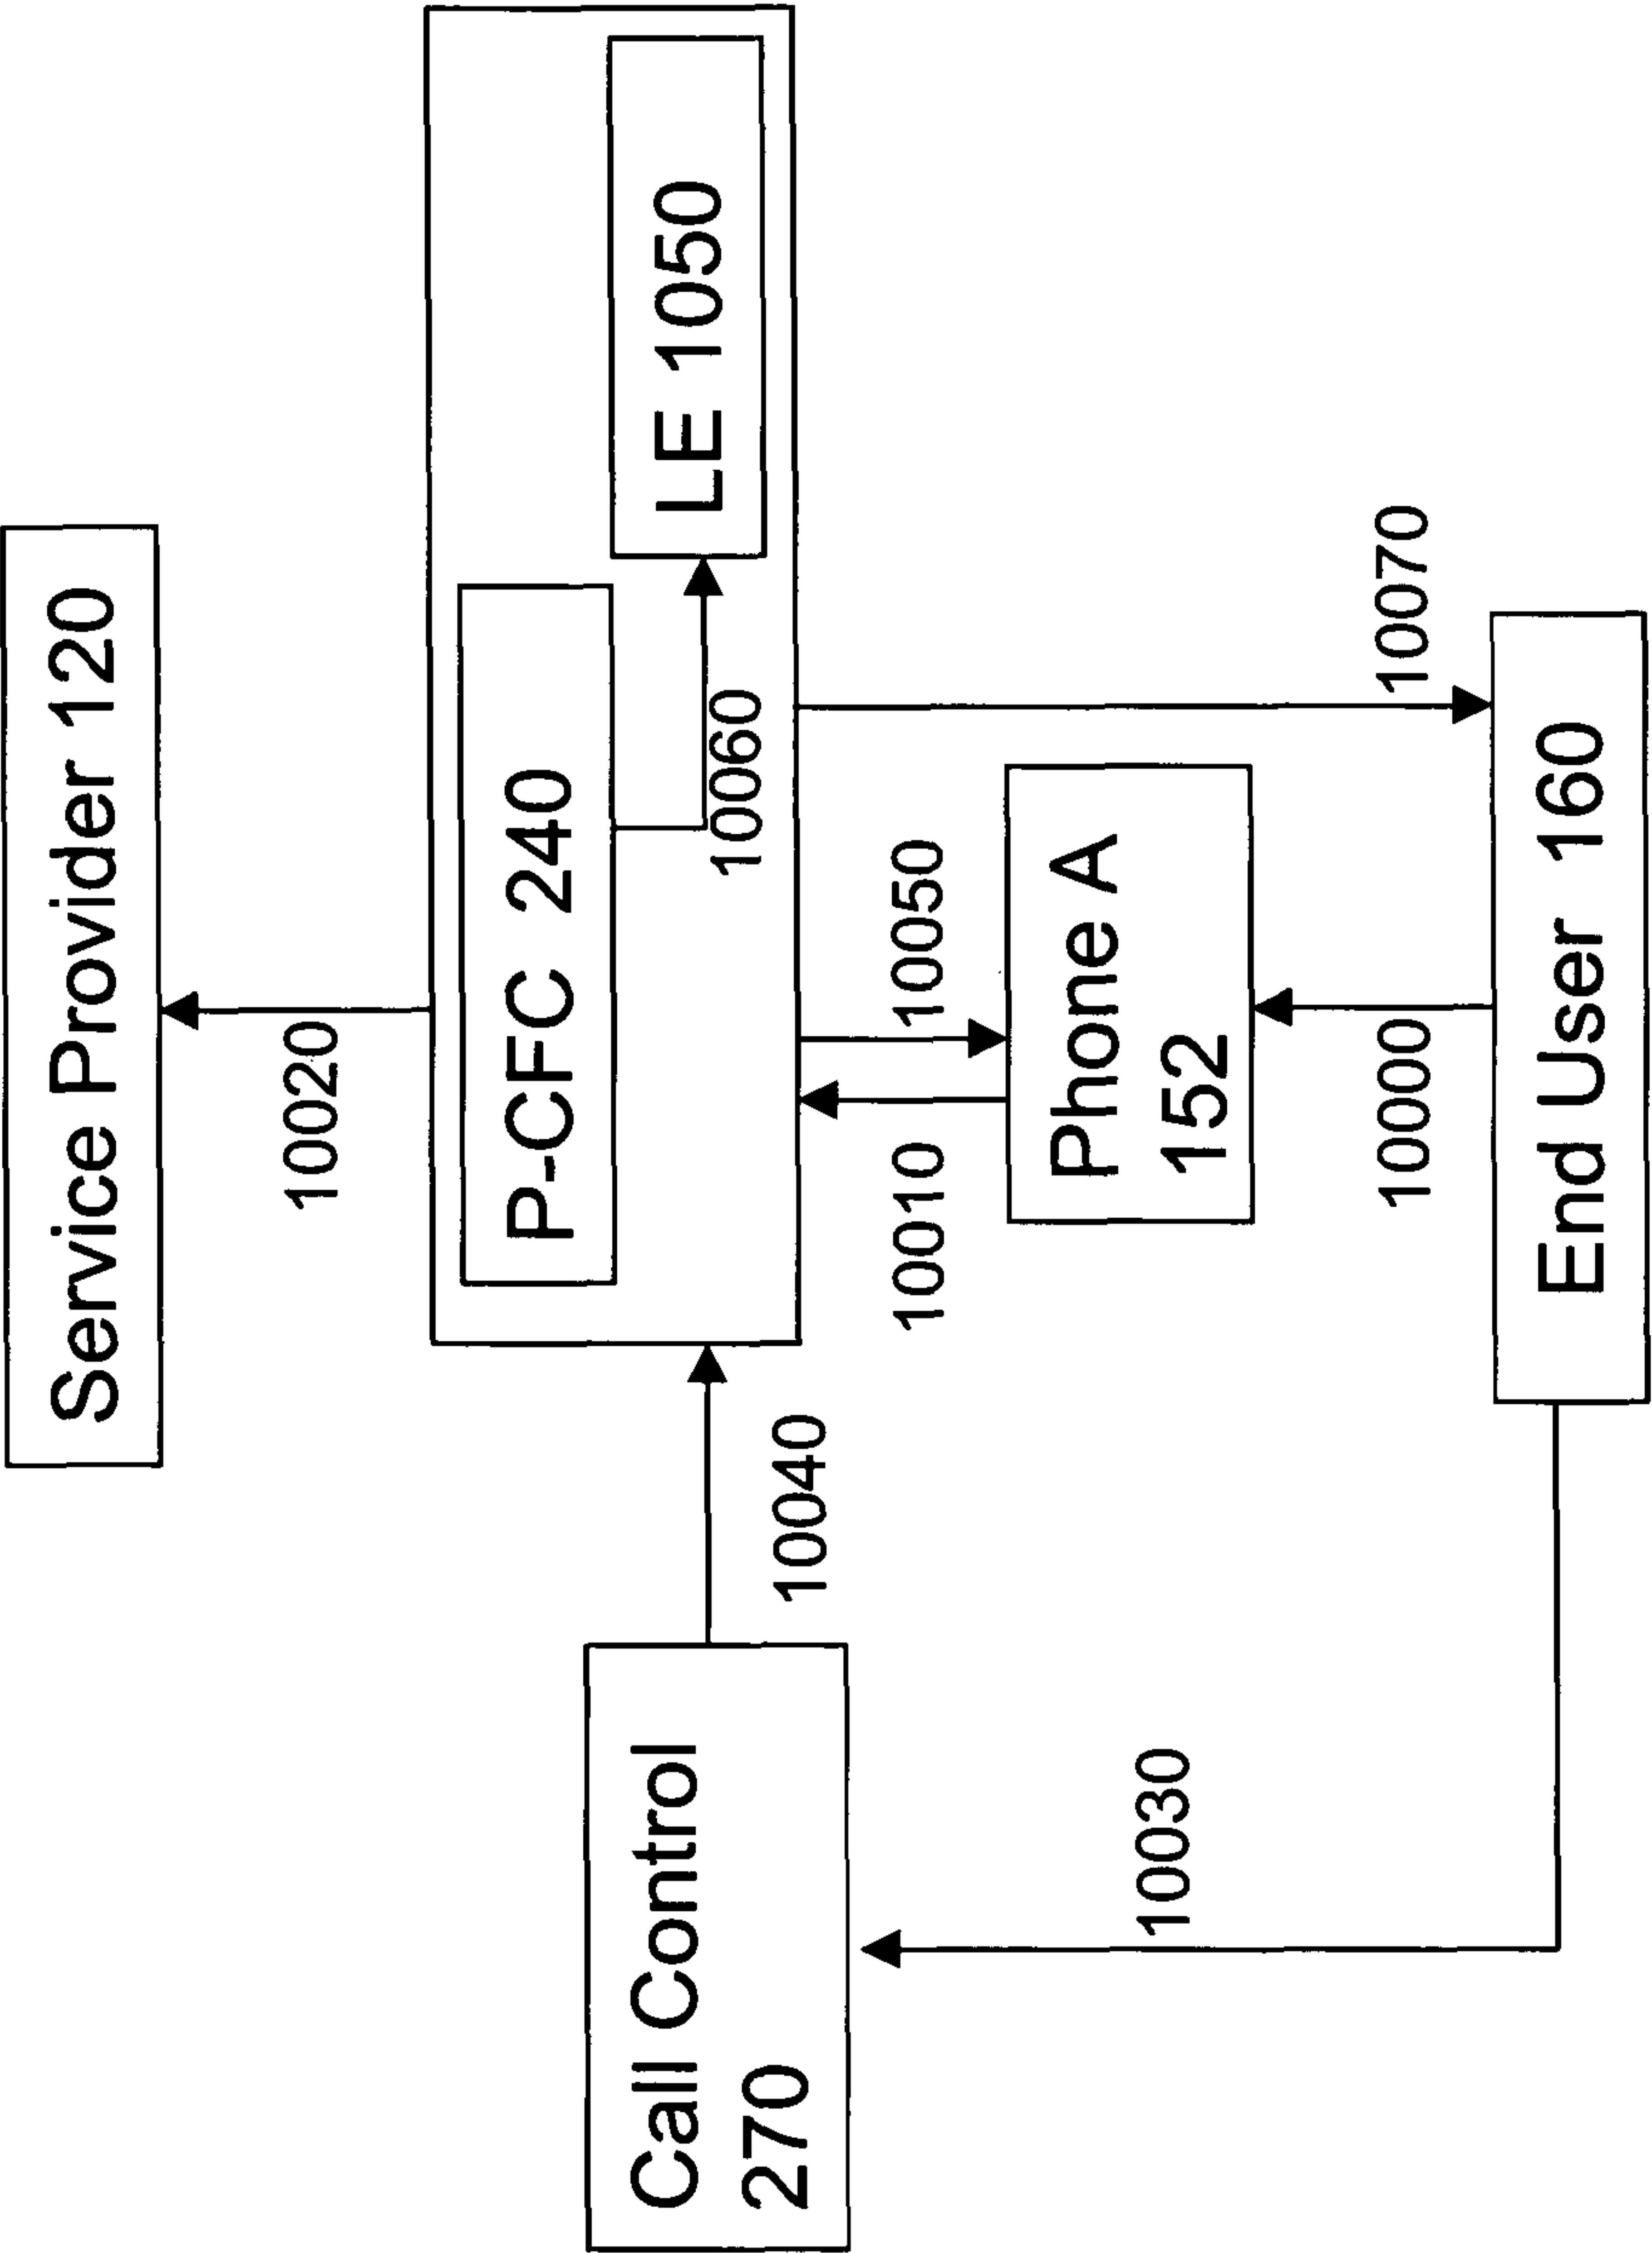 Service Provider 120
10020
P-CFC 240
LE 1050
10060
Call Control
270
10040
10010
10050
10070
Phone A
152
10030
10000
End User 160